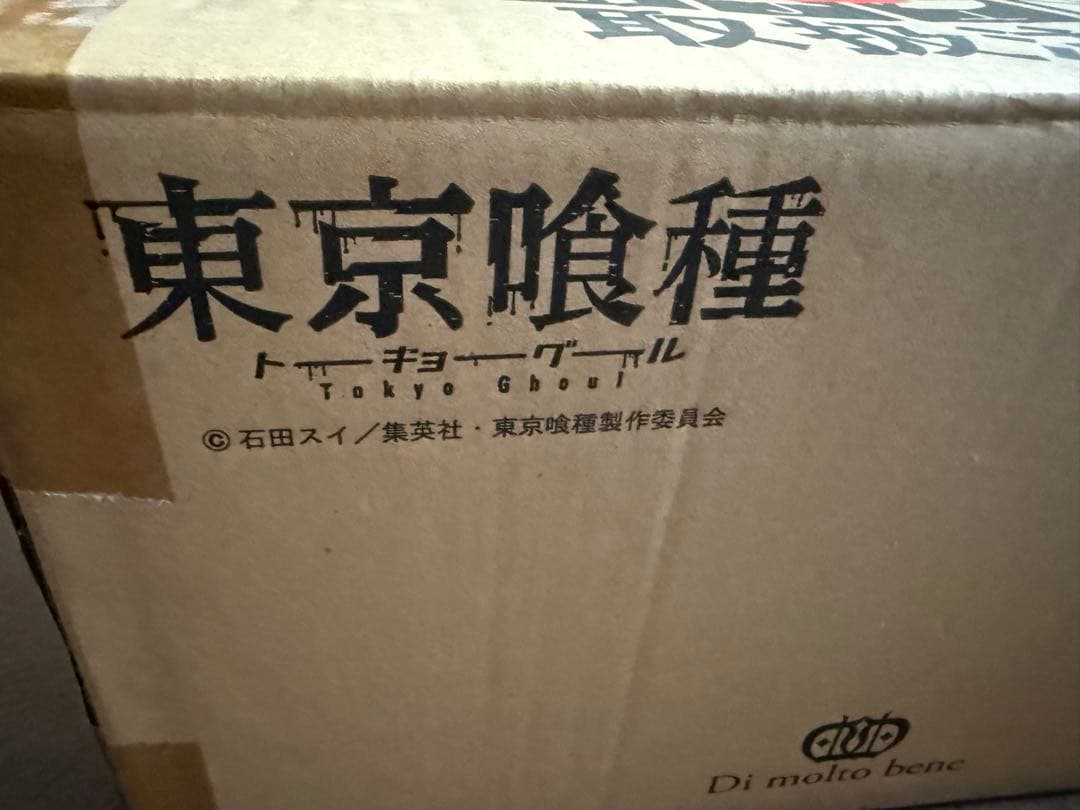 東京喰種
トーキョーグール
Tokyo Ghoul
©石田スイ／集英社・東京喰種製作委員会
Di molto bene